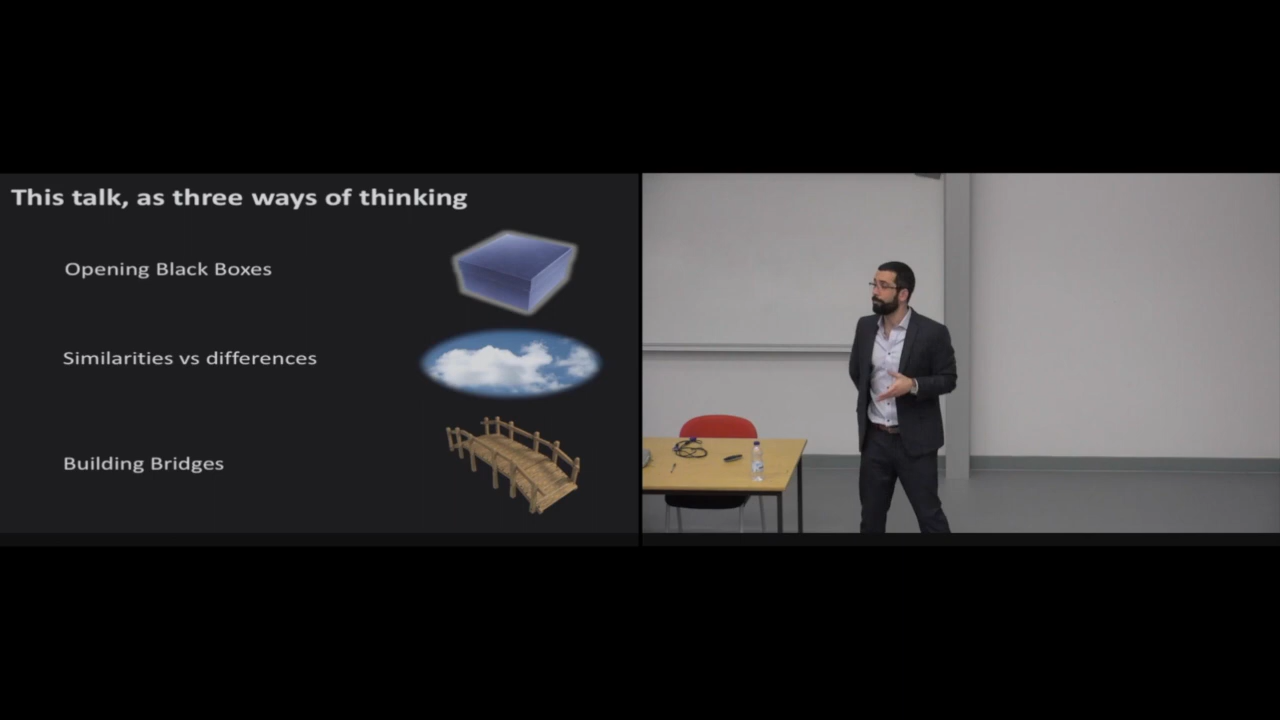 This talk, as three ways of thinking
Opening Black Boxes
Similarities vs differences
Building Bridges